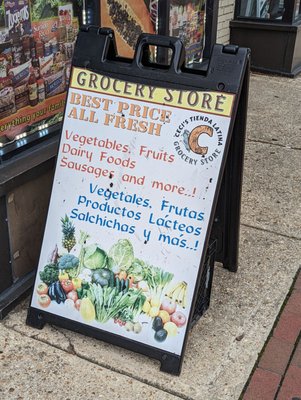 GROCERY STORE
BEST PRICE
ALL FRESH
CECI'S TIENDA LATINA
C
GROCERY STORE
Vegetables, Fruits
Dairy Foods
Sausages and more..!
Vegetales, Frutas
Productos Lacteos
Salchichas y mas..!